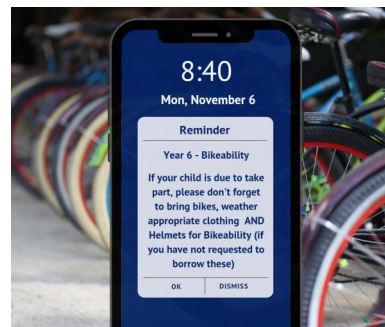 8:40
Mon, November 6
Reminder
Year 6 - Bikeability
If your child is due to take
part, please don't forget
to bring bikes, weather
appropriate clothing AND
Helmets for Bikeability (if
you have not requested to
borrow these)
OK DISMISS